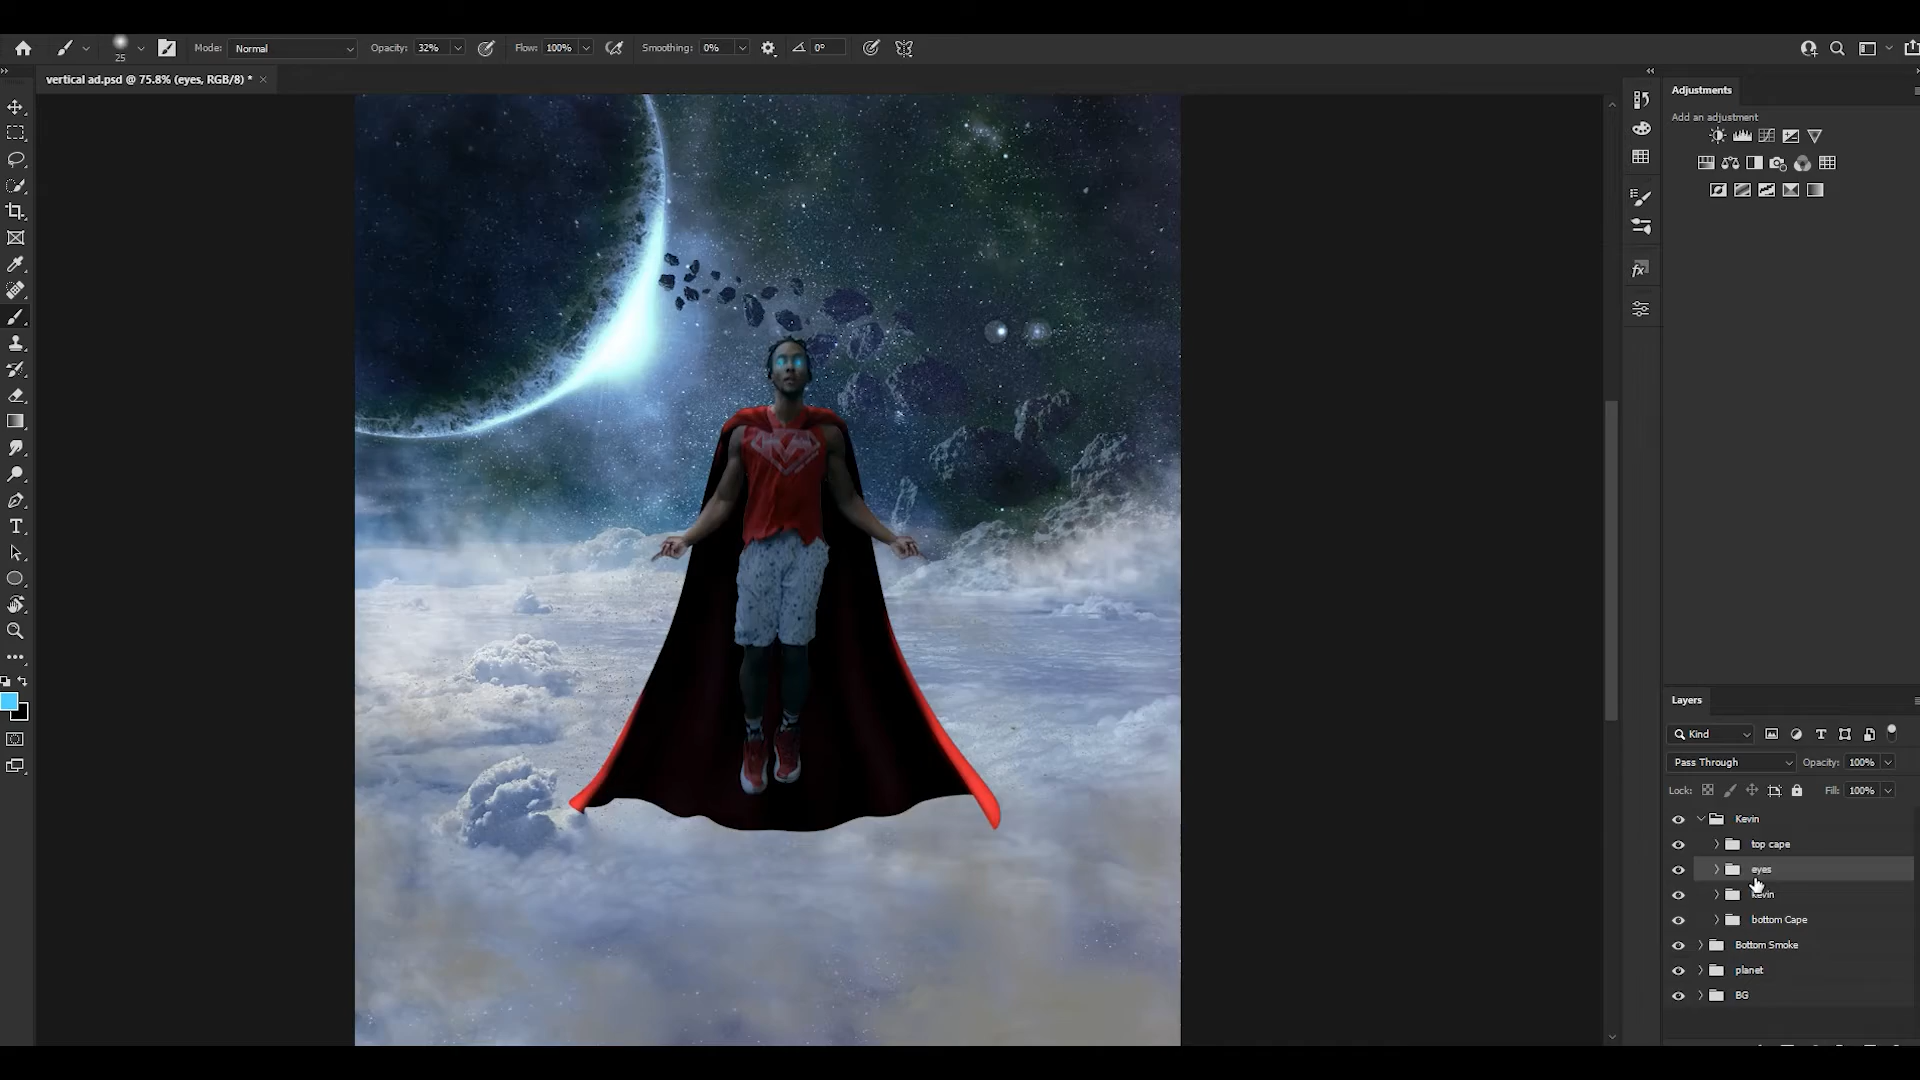 Mode: Normal Opacity: 32% Flow: 100% Smoothing: 0% 0°
25
vertical ad.psd @ 75.8% (eyes, RGB/8) *
Adjustments
Add an adjustment
Layers
Kind
Pass Through Opacity: 100%
Lock: Fill: 100%
Kevin
top cape
eyes
kevin
bottom Cape
Bottom Smoke
planet
BG